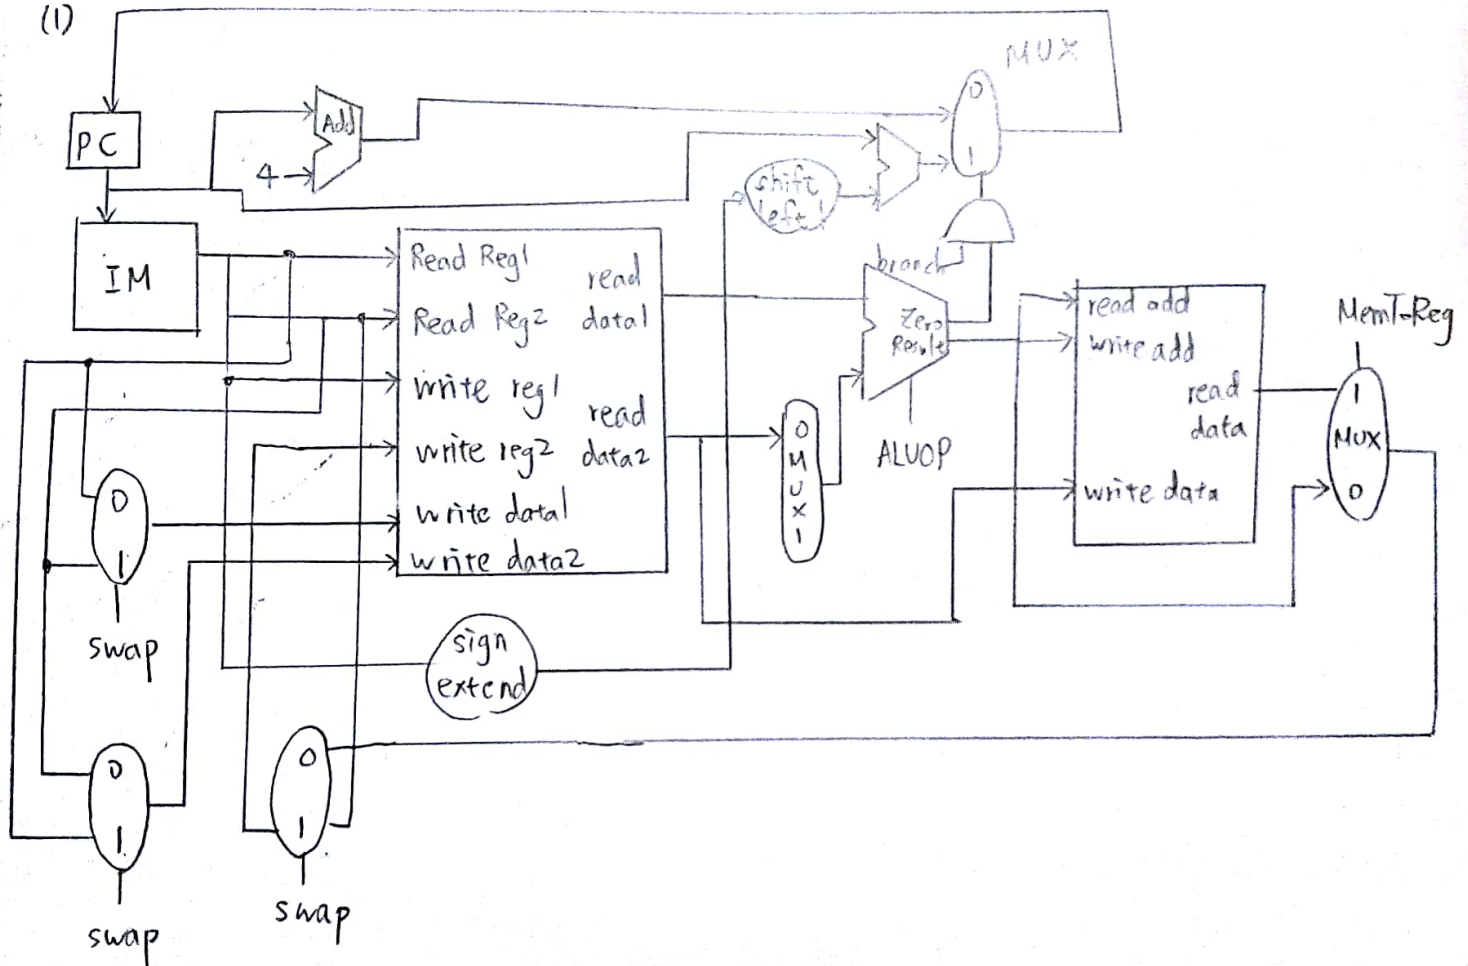 (1)
MUX
0
1
PC
Add
4
shift
left 1
IM
branch
Read Reg1
read
data1
Read Reg2
write reg1
write reg2
read
data2
write data1
write data2
Zero
Result
ALUOP
0
M
U
X
1
read add
write add
read
data
write data
MemToReg
1
MUX
0
0
1
swap
sign
extend
0
1
swap
0
1
swap